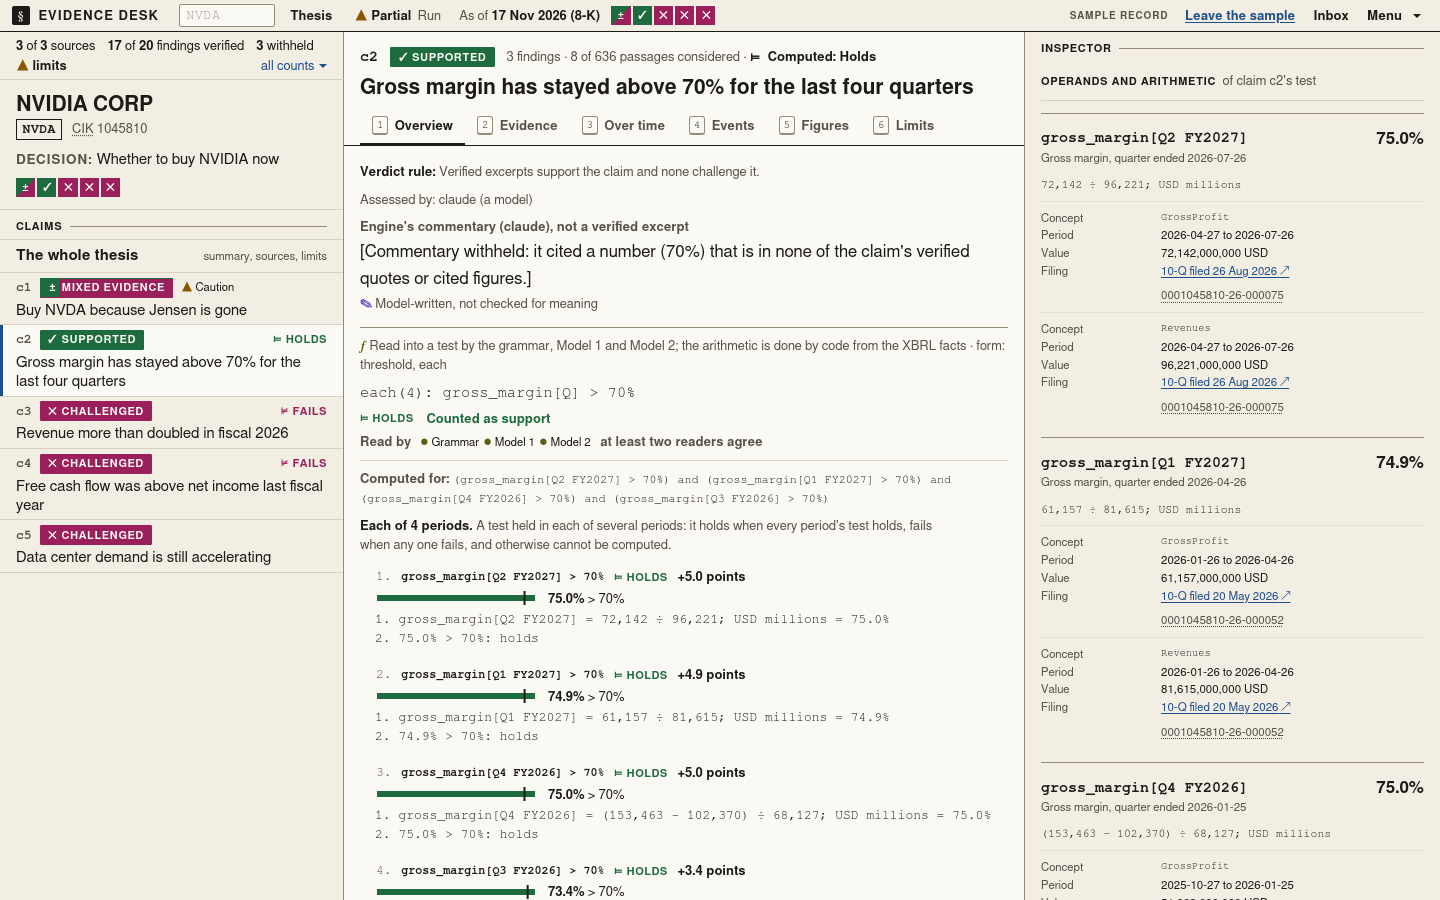 § EVIDENCE DESK NVDA Thesis Partial Run As of 17 Nov 2026 (8-K) ± ✓ ✕ ✕ ✕ SAMPLE RECORD Leave the sample Inbox Menu
3 of 3 sources 17 of 20 findings verified 3 withheld
limits all counts
NVIDIA CORP
NVDA CIK 1045810
DECISION: Whether to buy NVIDIA now
± ✓ ✕ ✕ ✕
CLAIMS
The whole thesis summary, sources, limits
c1 ± MIXED EVIDENCE Caution
Buy NVDA because Jensen is gone
c2 ✓ SUPPORTED ⊨ HOLDS
Gross margin has stayed above 70% for the
last four quarters
c3 ✕ CHALLENGED ⊭ FAILS
Revenue more than doubled in fiscal 2026
c4 ✕ CHALLENGED ⊭ FAILS
Free cash flow was above net income last fiscal
year
c5 ✕ CHALLENGED
Data center demand is still accelerating
c2 ✓ SUPPORTED 3 findings · 8 of 636 passages considered · ⊨ Computed: Holds
Gross margin has stayed above 70% for the last four quarters
1 Overview 2 Evidence 3 Over time 4 Events 5 Figures 6 Limits
Verdict rule: Verified excerpts support the claim and none challenge it.
Assessed by: claude (a model)
Engine's commentary (claude), not a verified excerpt
[Commentary withheld: it cited a number (70%) that is in none of the claim's verified
quotes or cited figures.]
✎ Model-written, not checked for meaning
ƒ Read into a test by the grammar, Model 1 and Model 2; the arithmetic is done by code from the XBRL facts · form:
threshold, each
each(4): gross_margin[Q] > 70%
⊨ HOLDS Counted as support
Read by ● Grammar ● Model 1 ● Model 2 at least two readers agree
Computed for: (gross_margin[Q2 FY2027] > 70%) and (gross_margin[Q1 FY2027] > 70%) and
(gross_margin[Q4 FY2026] > 70%) and (gross_margin[Q3 FY2026] > 70%)
Each of 4 periods. A test held in each of several periods: it holds when every period's test holds, fails
when any one fails, and otherwise cannot be computed.
1. gross_margin[Q2 FY2027] > 70% ⊨ HOLDS +5.0 points
75.0% > 70%
1. gross_margin[Q2 FY2027] = 72,142 ÷ 96,221; USD millions = 75.0%
2. 75.0% > 70%: holds
2. gross_margin[Q1 FY2027] > 70% ⊨ HOLDS +4.9 points
74.9% > 70%
1. gross_margin[Q1 FY2027] = 61,157 ÷ 81,615; USD millions = 74.9%
2. 74.9% > 70%: holds
3. gross_margin[Q4 FY2026] > 70% ⊨ HOLDS +5.0 points
75.0% > 70%
1. gross_margin[Q4 FY2026] = (153,463 − 102,370) ÷ 68,127; USD millions = 75.0%
2. 75.0% > 70%: holds
4. gross_margin[Q3 FY2026] > 70% ⊨ HOLDS +3.4 points
73.4% > 70%
INSPECTOR
OPERANDS AND ARITHMETIC of claim c2's test
gross_margin[Q2 FY2027] 75.0%
Gross margin, quarter ended 2026-07-26
72,142 ÷ 96,221; USD millions
Concept GrossProfit
Period 2026-04-27 to 2026-07-26
Value 72,142,000,000 USD
Filing 10-Q filed 26 Aug 2026 ↗
0001045810-26-000075
Concept Revenues
Period 2026-04-27 to 2026-07-26
Value 96,221,000,000 USD
Filing 10-Q filed 26 Aug 2026 ↗
0001045810-26-000075
gross_margin[Q1 FY2027] 74.9%
Gross margin, quarter ended 2026-04-26
61,157 ÷ 81,615; USD millions
Concept GrossProfit
Period 2026-01-26 to 2026-04-26
Value 61,157,000,000 USD
Filing 10-Q filed 20 May 2026 ↗
0001045810-26-000052
Concept Revenues
Period 2026-01-26 to 2026-04-26
Value 81,615,000,000 USD
Filing 10-Q filed 20 May 2026 ↗
0001045810-26-000052
gross_margin[Q4 FY2026] 75.0%
Gross margin, quarter ended 2026-01-25
(153,463 − 102,370) ÷ 68,127; USD millions
Concept GrossProfit
Period 2025-10-27 to 2026-01-25